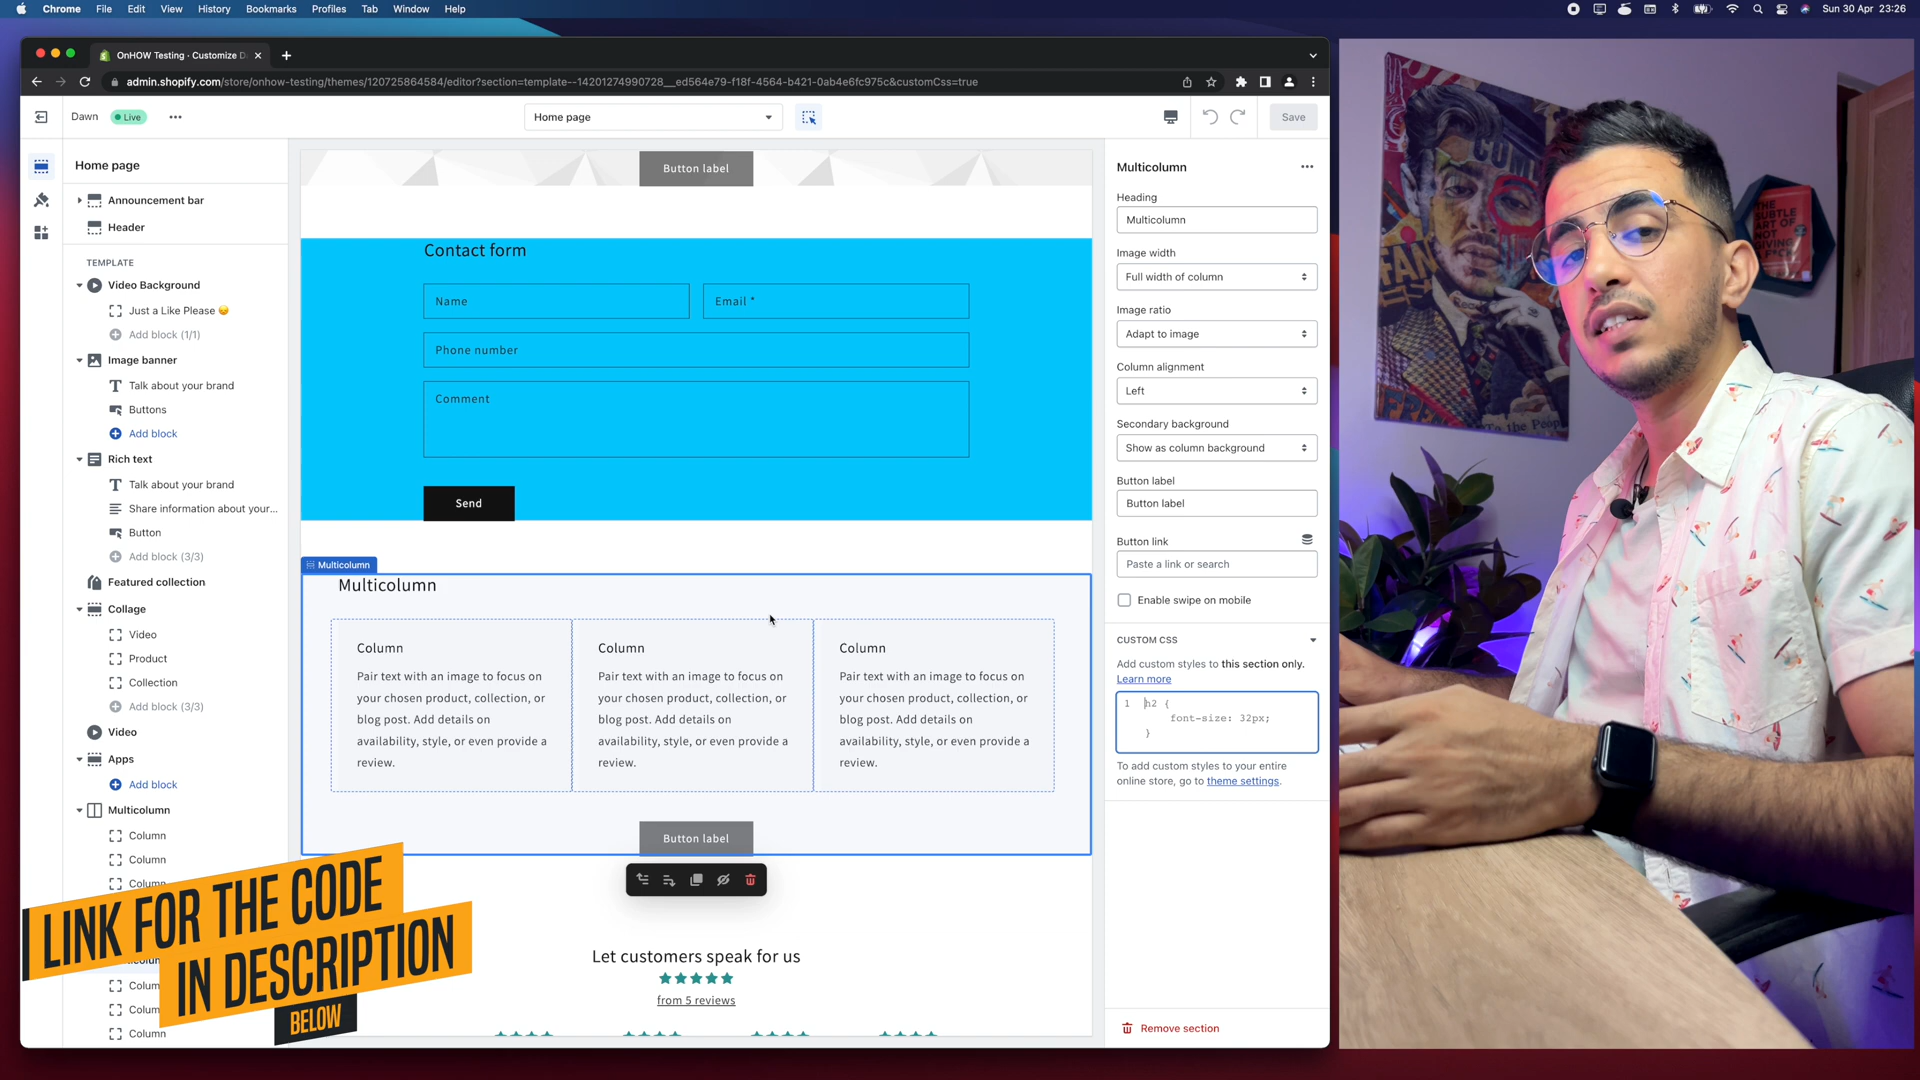 Chrome File Edit View History Bookmarks Profiles Tab Window Help
Sun 30 Apr 23:26
OnHOW Testing · Customize D
admin.shopify.com/store/onhow-testing/themes/120725864584/editor?section=template--14201274990728__ed564e79-f18f-4564-b421-0ab4e6fc975c&customCss=true
Dawn Live
Home page
Save
Home page
Announcement bar
Header
TEMPLATE
Video Background
Just a Like Please 😏
Add block (1/1)
Image banner
Talk about your brand
Buttons
Add block
Rich text
Talk about your brand
Share information about your...
Button
Add block (3/3)
Featured collection
Collage
Video
Product
Collection
Add block (3/3)
Video
Apps
Add block
Multicolumn
Column
Column
Colum
Colum
Colum
Column
Button label
Contact form
Name
Email *
Phone number
Comment
Send
Multicolumn
Multicolumn
Column
Pair text with an image to focus on
your chosen product, collection, or
blog post. Add details on
availability, style, or even provide a
review.
Column
Pair text with an image to focus on
your chosen product, collection, or
blog post. Add details on
availability, style, or even provide a
review.
Column
Pair text with an image to focus on
your chosen product, collection, or
blog post. Add details on
availability, style, or even provide a
review.
Button label
Let customers speak for us
from 5 reviews
Multicolumn
Heading
Multicolumn
Image width
Full width of column
Image ratio
Adapt to image
Column alignment
Left
Secondary background
Show as column background
Button label
Button label
Button link
Paste a link or search
Enable swipe on mobile
CUSTOM CSS
Add custom styles to this section only.
Learn more
1 h2 {
font-size: 32px;
}
To add custom styles to your entire
online store, go to theme settings.
Remove section
LINK FOR THE CODE
IN DESCRIPTION
BELOW
THE
SUBTLE
ART OF
NOT
GIVING
A F*CK
to the People